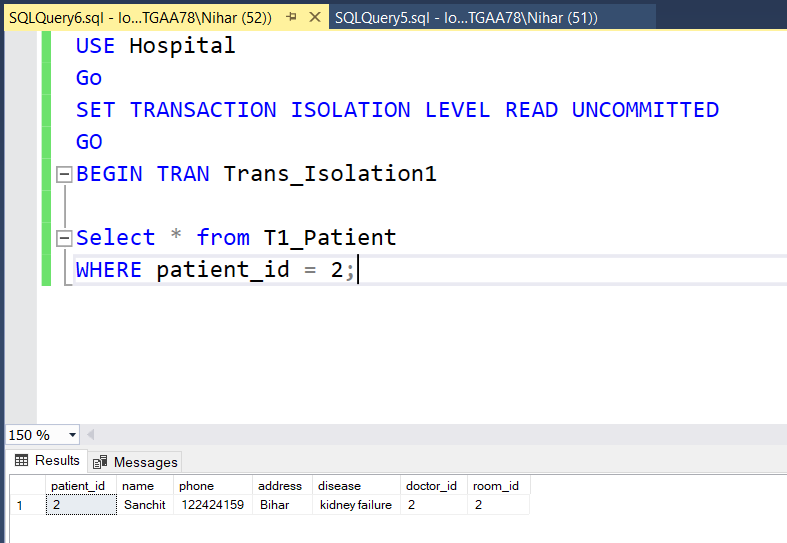 SQLQuery6.sql - lo...TGAA78\Nihar (52)) SQLQuery5.sql - lo...TGAA78\Nihar (51))
USE Hospital
Go
SET TRANSACTION ISOLATION LEVEL READ UNCOMMITTED
GO
BEGIN TRAN Trans_Isolation1
Select * from T1_Patient
WHERE patient_id = 2;
150 %
Results Messages
patient_id name phone address disease doctor_id room_id
1 2 Sanchit 122424159 Bihar kidney failure 2 2